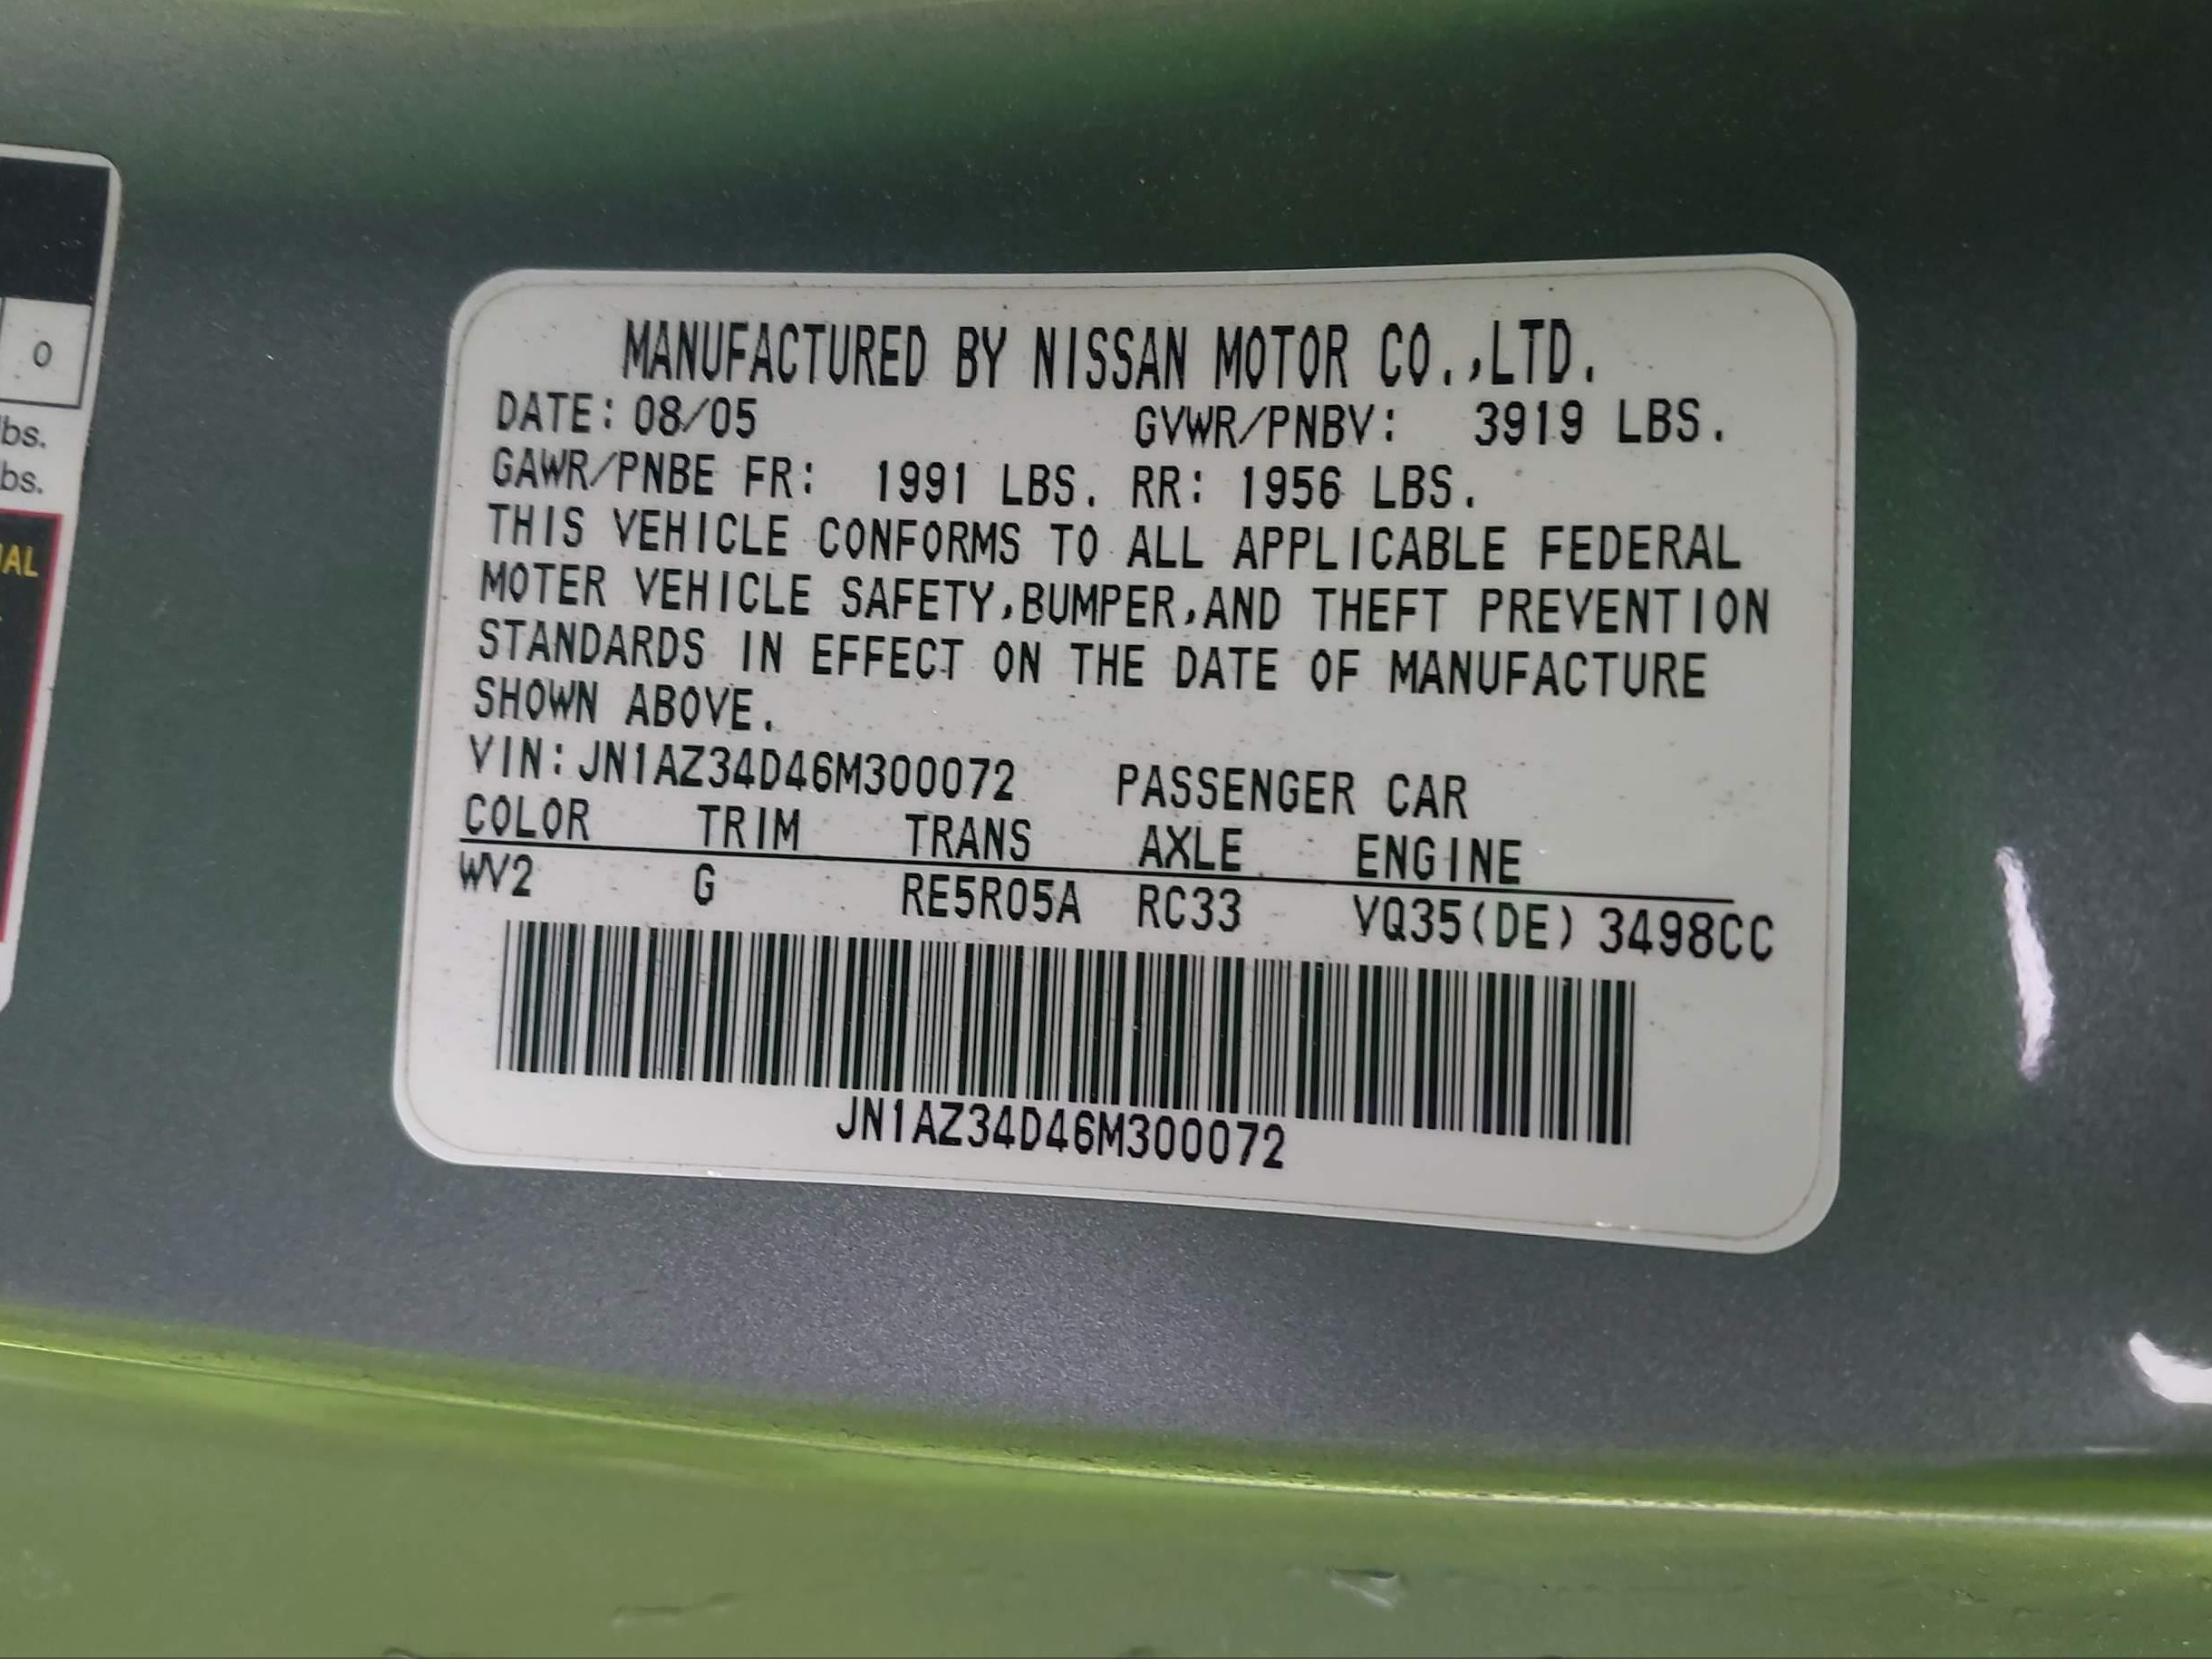 0
lbs.
bs.
AL
MANUFACTURED BY NISSAN MOTOR CO.,LTD.
DATE: 08/05 GVWR/PNBV: 3919 LBS.
GAWR/PNBE FR: 1991 LBS. RR: 1956 LBS.
THIS VEHICLE CONFORMS TO ALL APPLICABLE FEDERAL
MOTER VEHICLE SAFETY,BUMPER,AND THEFT PREVENTION
STANDARDS IN EFFECT ON THE DATE OF MANUFACTURE
SHOWN ABOVE.
VIN:JN1AZ34D46M300072 PASSENGER CAR
COLOR TRIM TRANS AXLE ENGINE
WV2 G RE5R05A RC33 VQ35(DE) 3498CC
JN1AZ34D46M300072